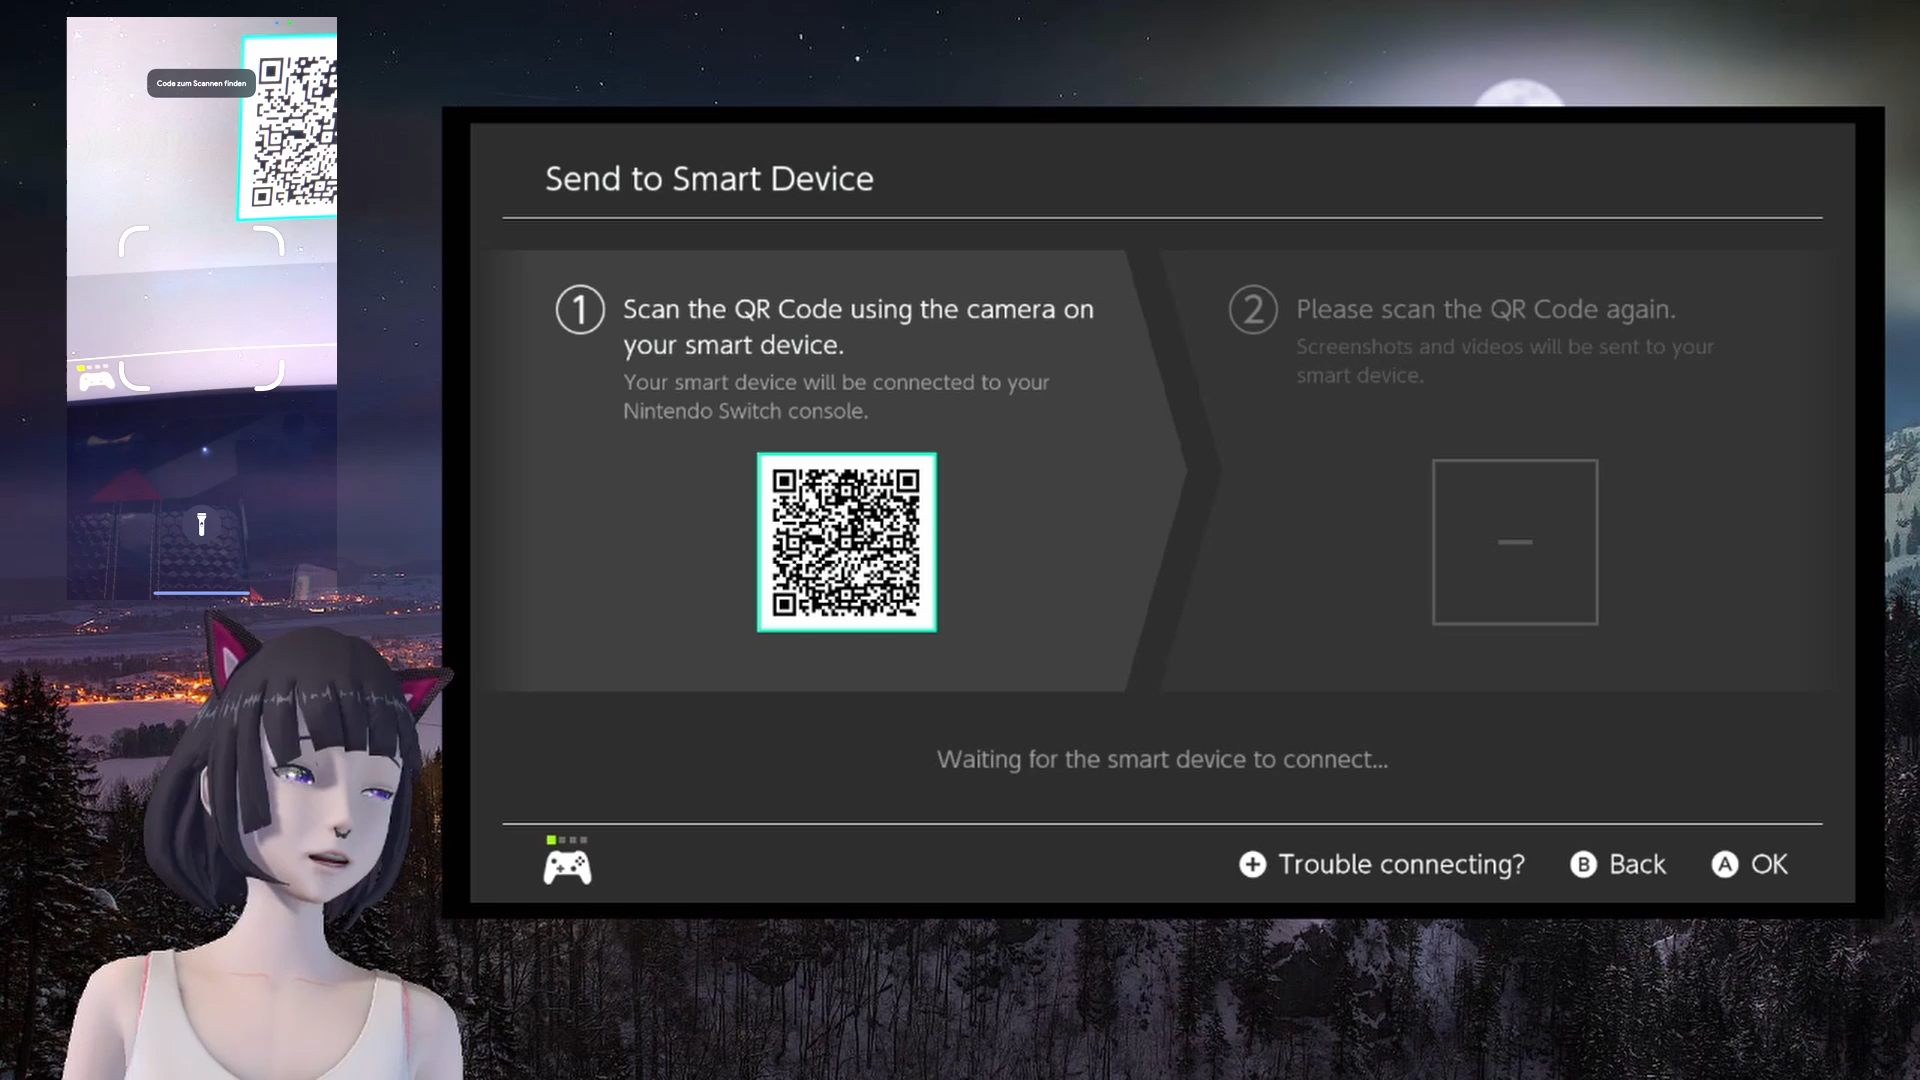 Code zum Scannen finden
Send to Smart Device
1
Scan the QR Code using the camera on
your smart device.
Your smart device will be connected to your
Nintendo Switch console.
2
Please scan the QR Code again.
Screenshots and videos will be sent to your
smart device.
Waiting for the smart device to connect...
+ Trouble connecting?
B Back
A OK